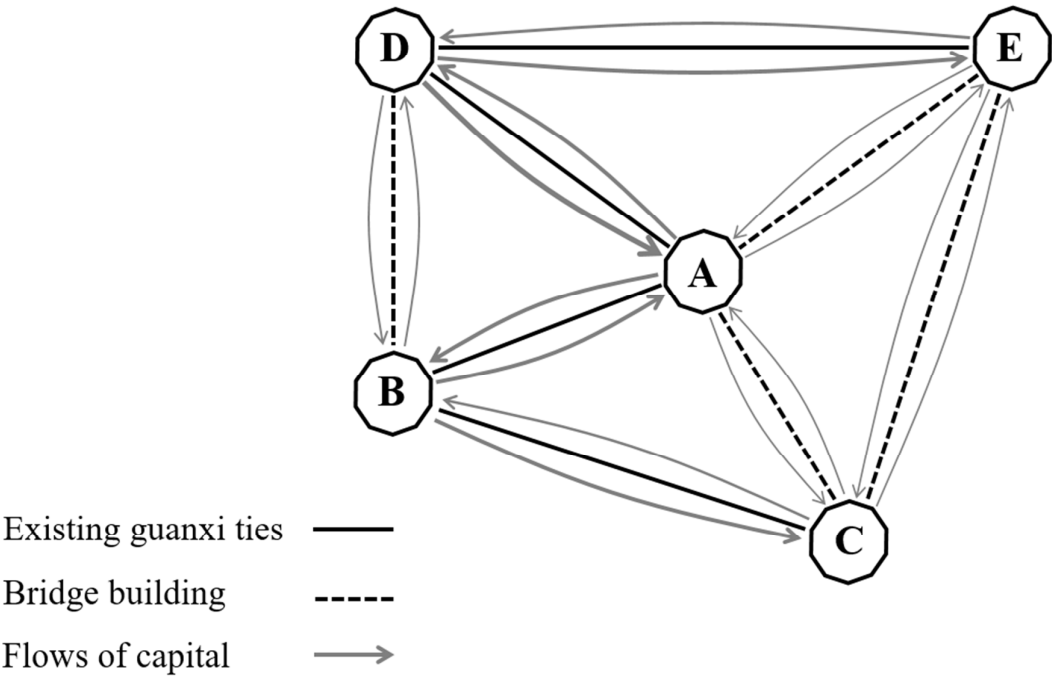 D
E
A
B
C
Existing guanxi ties
Bridge building
Flows of capital